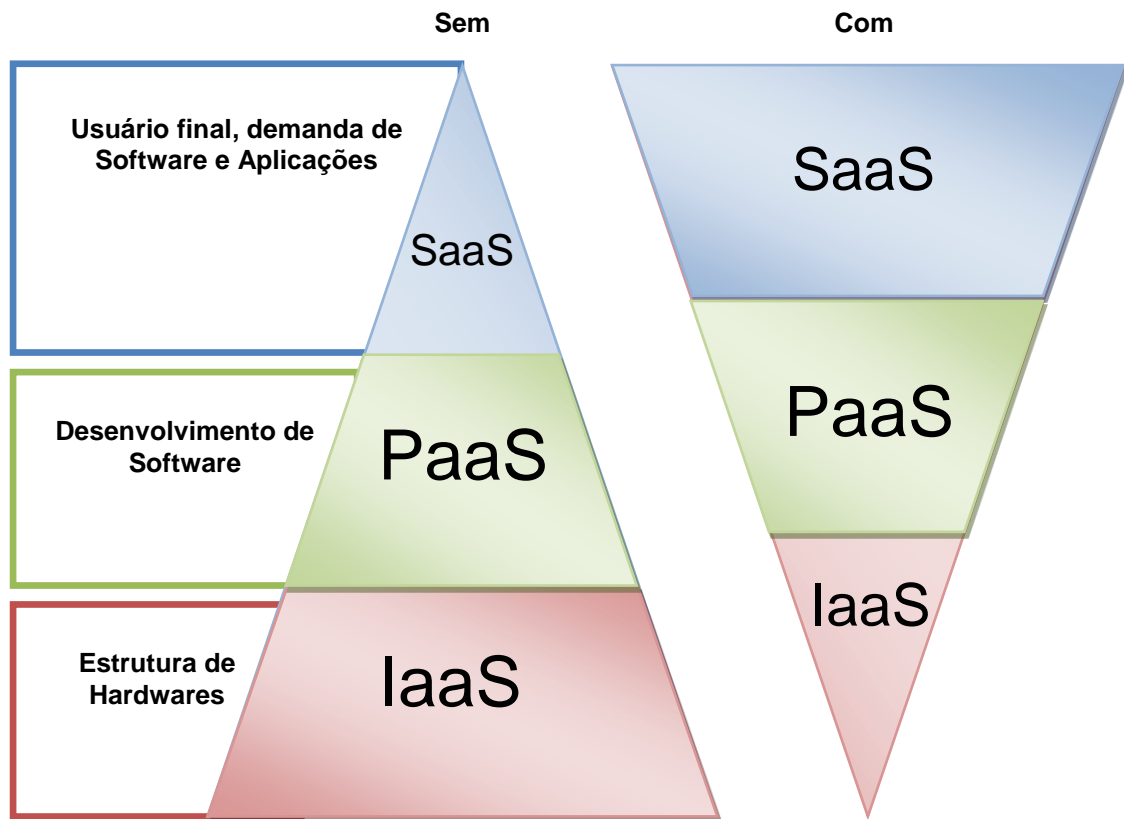 Sem
Com
Usuário final, demanda de
Software e Aplicações
SaaS
SaaS
Desenvolvimento de
Software
PaaS
PaaS
Estrutura de
Hardwares
IaaS
IaaS